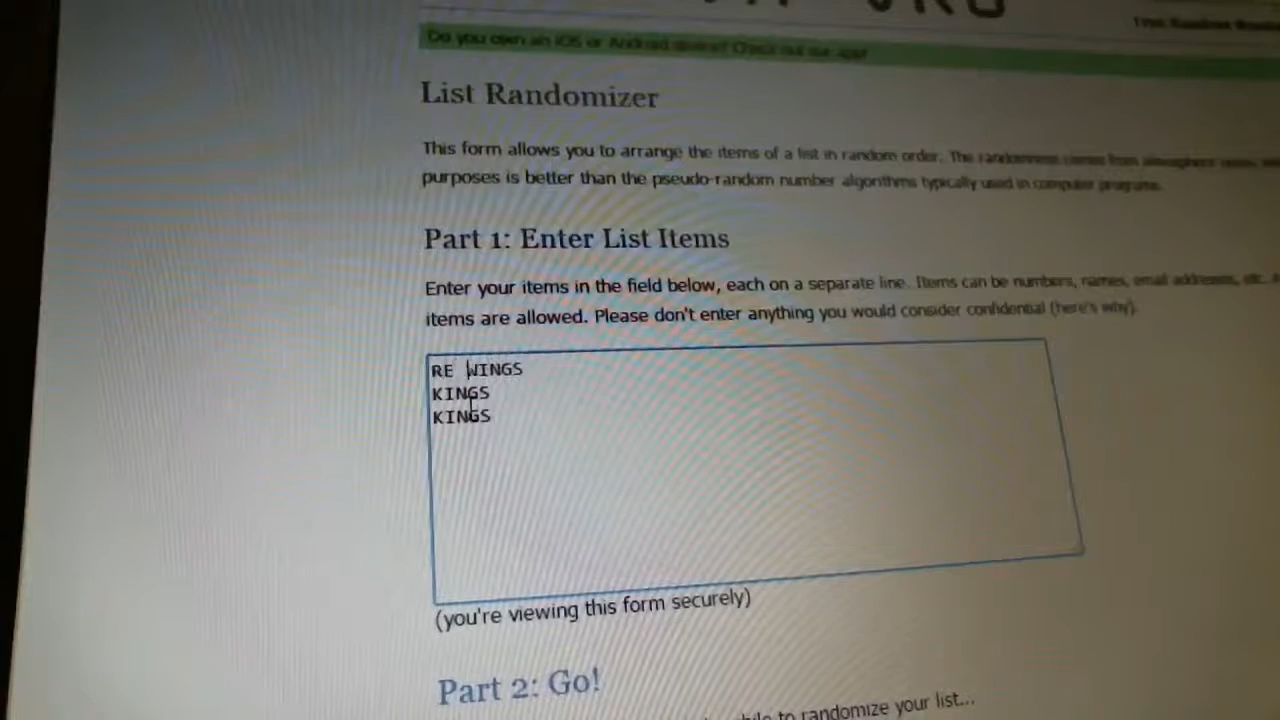 Do you own an iOS or Android device? Check out our app!
List Randomizer
This form allows you to arrange the items of a list in random order. The randomness comes from atmospheric noise,
purposes is better than the pseudo-random number algorithms typically used in computer programs.
Part 1: Enter List Items
Enter your items in the field below, each on a separate line. Items can be numbers, names, email addresses, etc.
items are allowed. Please don't enter anything you would consider confidential (here's why).
RE WINGS
KINGS
KINGS
(you're viewing this form securely)
Part 2: Go!
to randomize your list...